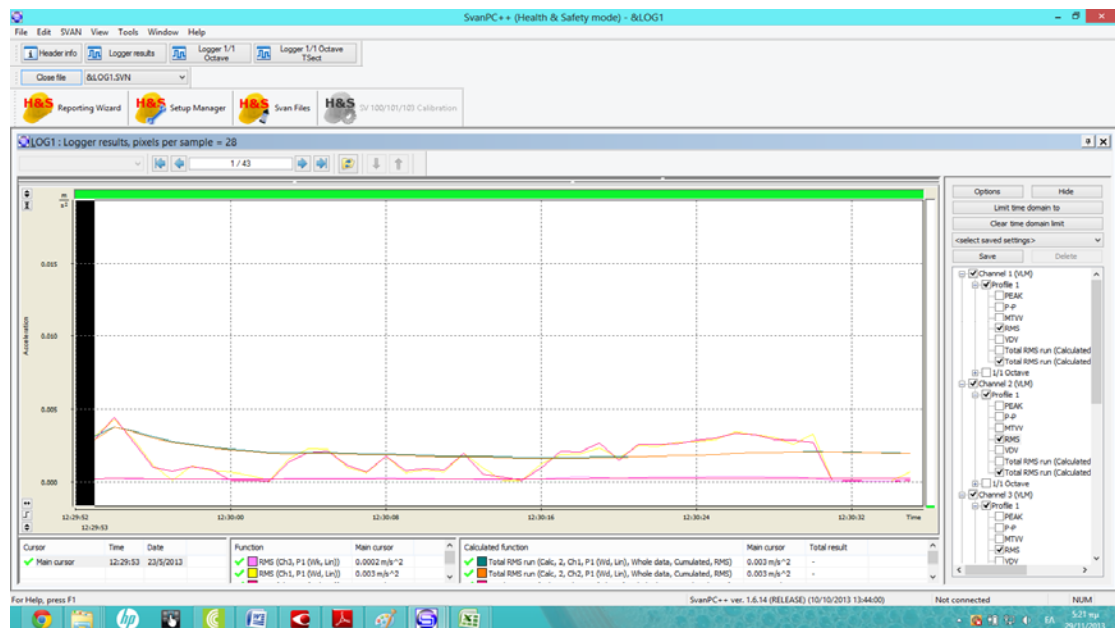 SvanPC++ (Health & Safety mode) - &LOG1
File Edit SVAN View Tools Window Help
Header info Logger results Logger 1/1 Octave Logger 1/1 Octave TSect
Close file &LOG1.SVN
H&S Reporting Wizard H&S Setup Manager H&S Svan Files H&S SV 100/101/103 Calibration
LOG1 : Logger results, pixels per sample = 28
1 / 43
Options Hide
Limit time domain to
Clear time domain limit
<select saved settings>
Save Delete
m
s²
0.015
0.010
0.005
0.000
Acceleration
12:29:52 12:30:00 12:30:08 12:30:16 12:30:24 12:30:32 Time
12:29:53
Channel 1 (VLM)
Profile 1
PEAK
P-P
MTVV
RMS
VDV
Total RMS run (Calculated
Total RMS run (Calculated
1/1 Octave
Channel 2 (VLM)
Profile 1
PEAK
P-P
MTVV
RMS
VDV
Total RMS run (Calculated
Total RMS run (Calculated
1/1 Octave
Channel 3 (VLM)
Profile 1
PEAK
P-P
MTVV
RMS
VDV
Cursor Time Date
Main cursor 12:29:53 23/5/2013
Function Main cursor
RMS (Ch3, P1 (Wk, Lin)) 0.0002 m/s^2
RMS (Ch2, P1 (Wd, Lin)) 0.003 m/s^2
Calculated function Main cursor Total result
Total RMS run (Calc, 2, Ch1, P1 (Wd, Lin), Whole data, Cumulated, RMS) 0.003 m/s^2 -
Total RMS run (Calc, 2, Ch2, P1 (Wd, Lin), Whole data, Cumulated, RMS) 0.003 m/s^2 -
For Help, press F1
SvanPC++ ver. 1.6.14 (RELEASE) (10/10/2013 13:44:00) Not connected NUM
hp
ΕΛ
5:21 μμ
29/11/2013